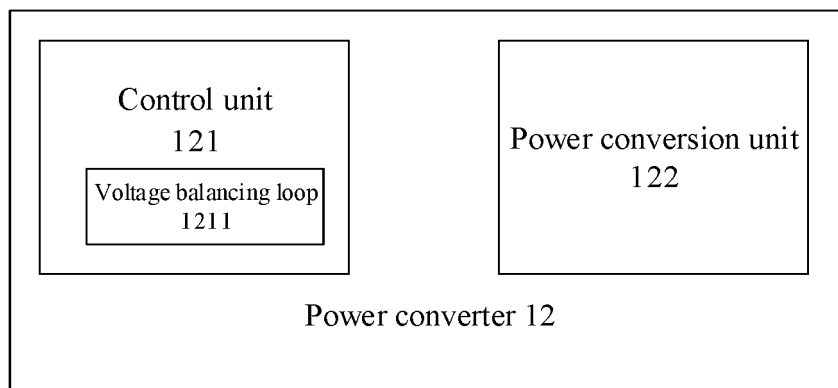 Control unit
121
Voltage balancing loop
1211
Power conversion unit
122
Power converter 12